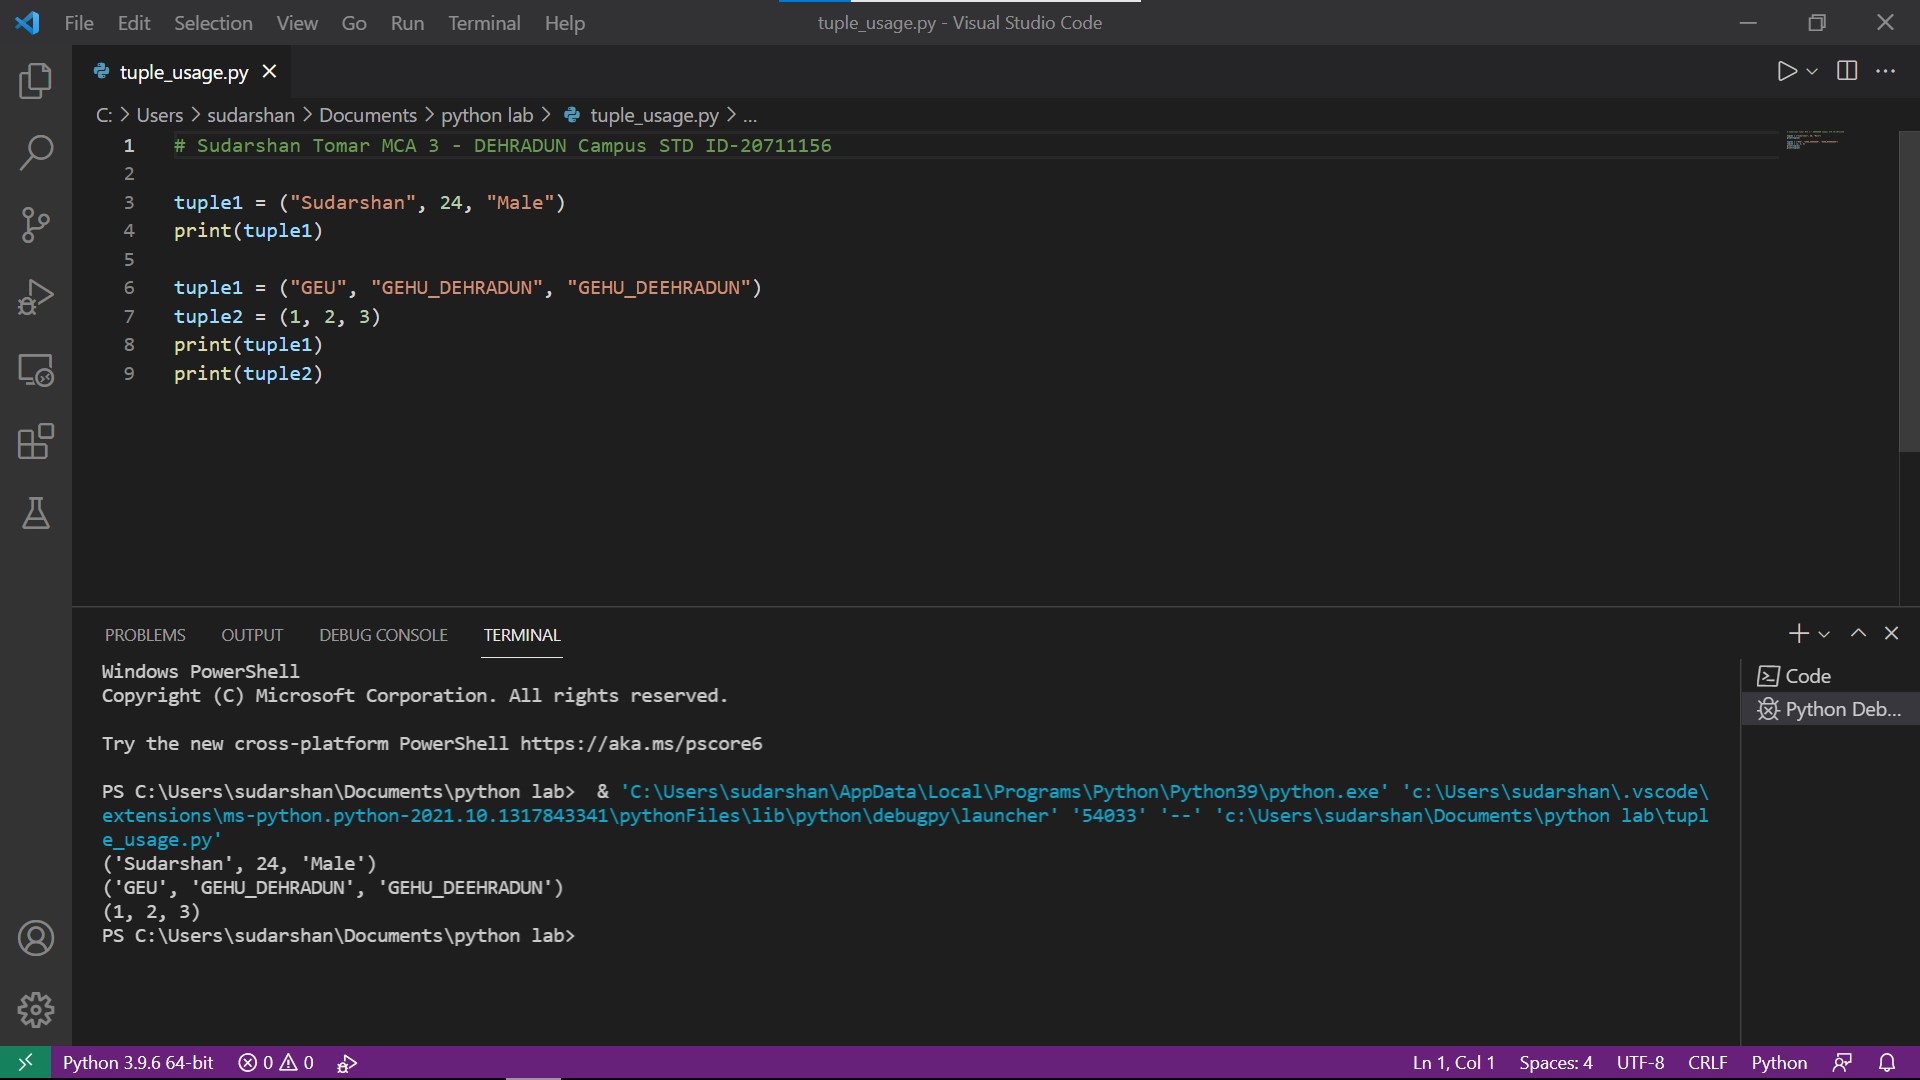 File Edit Selection View Go Run Terminal Help tuple_usage.py - Visual Studio Code
tuple_usage.py
C: > Users > sudarshan > Documents > python lab > tuple_usage.py > ...
1 # Sudarshan Tomar MCA 3 - DEHRADUN Campus STD ID-20711156
2
3 tuple1 = ("Sudarshan", 24, "Male")
4 print(tuple1)
5
6 tuple1 = ("GEU", "GEHU_DEHRADUN", "GEHU_DEEHRADUN")
7 tuple2 = (1, 2, 3)
8 print(tuple1)
9 print(tuple2)
PROBLEMS OUTPUT DEBUG CONSOLE TERMINAL
Windows PowerShell
Copyright (C) Microsoft Corporation. All rights reserved.
Try the new cross-platform PowerShell https://aka.ms/pscore6
PS C:\Users\sudarshan\Documents\python lab>  & 'C:\Users\sudarshan\AppData\Local\Programs\Python\Python39\python.exe' 'c:\Users\sudarshan\.vscode\
extensions\ms-python.python-2021.10.1317843341\pythonFiles\lib\python\debugpy\launcher' '54033' '--' 'c:\Users\sudarshan\Documents\python lab\tupl
e_usage.py'
('Sudarshan', 24, 'Male')
('GEU', 'GEHU_DEHRADUN', 'GEHU_DEEHRADUN')
(1, 2, 3)
PS C:\Users\sudarshan\Documents\python lab>
Code
Python Deb...
Python 3.9.6 64-bit 0 0 Ln 1, Col 1 Spaces: 4 UTF-8 CRLF Python